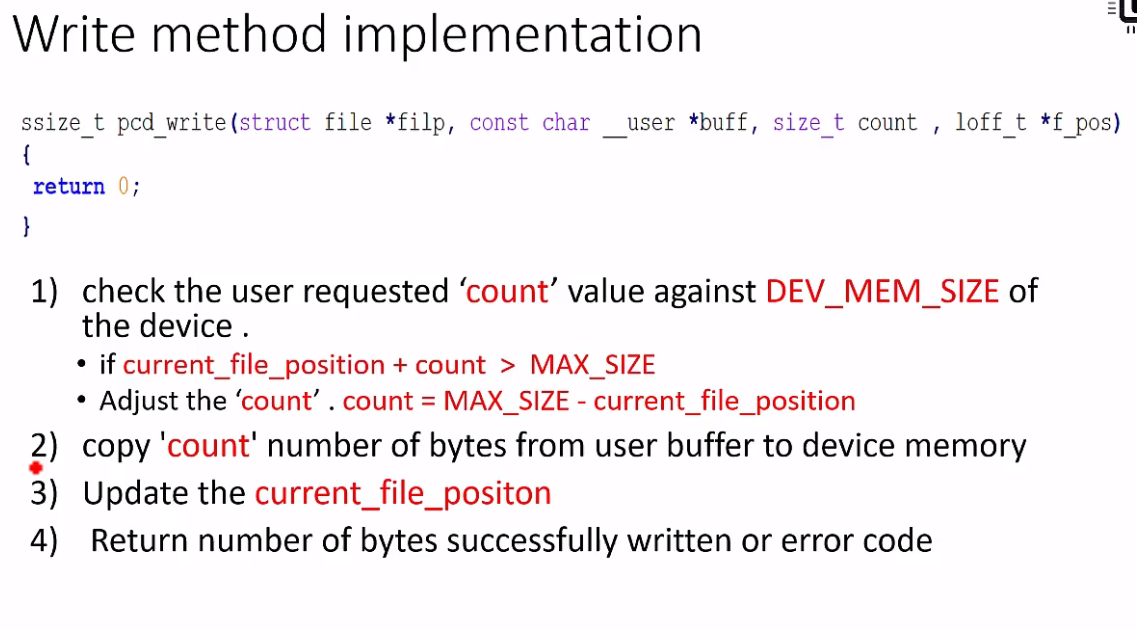 Write method implementation
ssize_t pcd_write(struct file *filp, const char __user *buff, size_t count , loff_t *f_pos)
{
return 0;
}
1) check the user requested ‘count’ value against DEV_MEM_SIZE of
the device .
• if current_file_position + count > MAX_SIZE
• Adjust the ‘count’ . count = MAX_SIZE - current_file_position
2) copy 'count' number of bytes from user buffer to device memory
3) Update the current_file_positon
4) Return number of bytes successfully written or error code